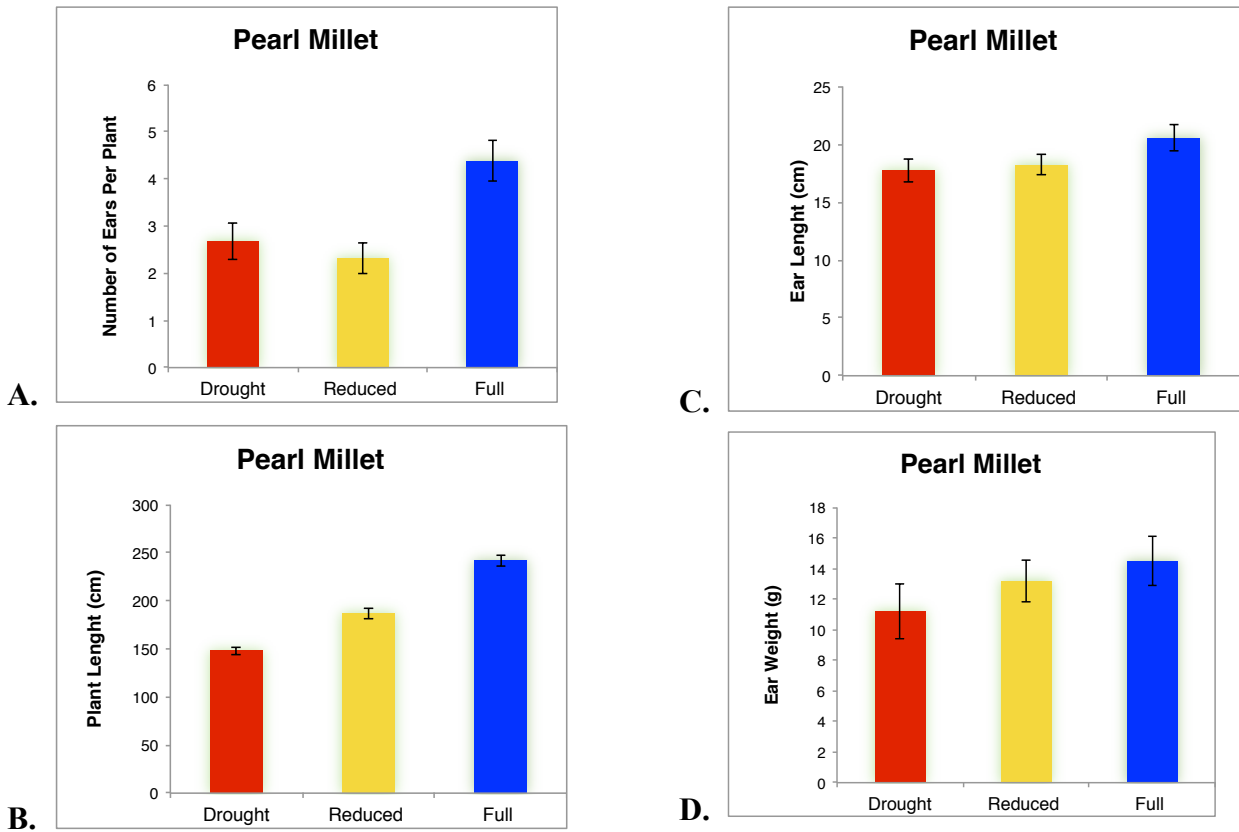 Pearl Millet
Number of Ears Per Plant
6
5
4
3
2
1
0
Drought Reduced Full
A.
Pearl Millet
Plant Lenght (cm)
300
250
200
150
100
50
0
Drought Reduced Full
B.
Pearl Millet
Ear Lenght (cm)
25
20
15
10
5
0
Drought Reduced Full
C.
Pearl Millet
Ear Weight (g)
18
16
14
12
10
8
6
4
2
0
Drought Reduced Full
D.